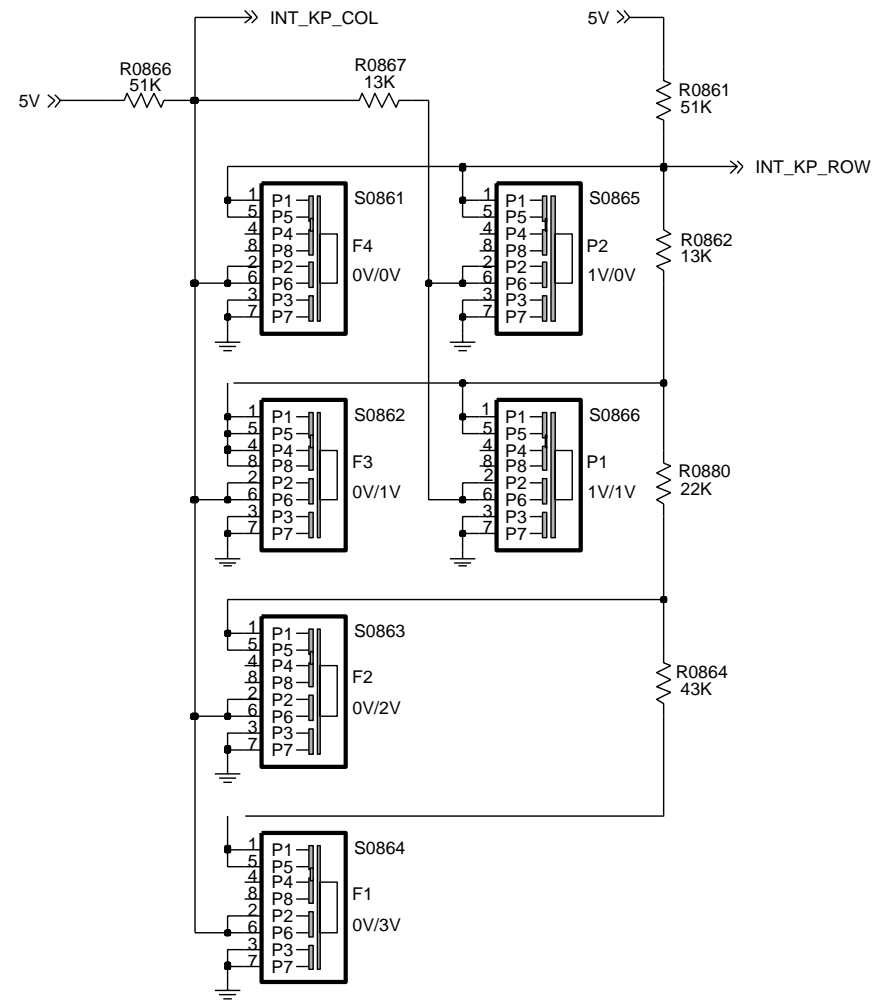 INT_KP_COL
5V
R0866
51K
5V
R0867
13K
R0861
51K
INT_KP_ROW
1 P1
5 P5
4 P4
8 P8
2 P2
6 P6
3 P3
7 P7
S0861
F4
0V/0V
1 P1
5 P5
4 P4
8 P8
2 P2
6 P6
3 P3
7 P7
S0865
P2
1V/0V
R0862
13K
1 P1
5 P5
4 P4
8 P8
2 P2
6 P6
3 P3
7 P7
S0862
F3
0V/1V
1 P1
5 P5
4 P4
8 P8
2 P2
6 P6
3 P3
7 P7
S0866
P1
1V/1V
R0880
22K
1 P1
5 P5
4 P4
8 P8
2 P2
6 P6
3 P3
7 P7
S0863
F2
0V/2V
R0864
43K
1 P1
5 P5
4 P4
8 P8
2 P2
6 P6
3 P3
7 P7
S0864
F1
0V/3V